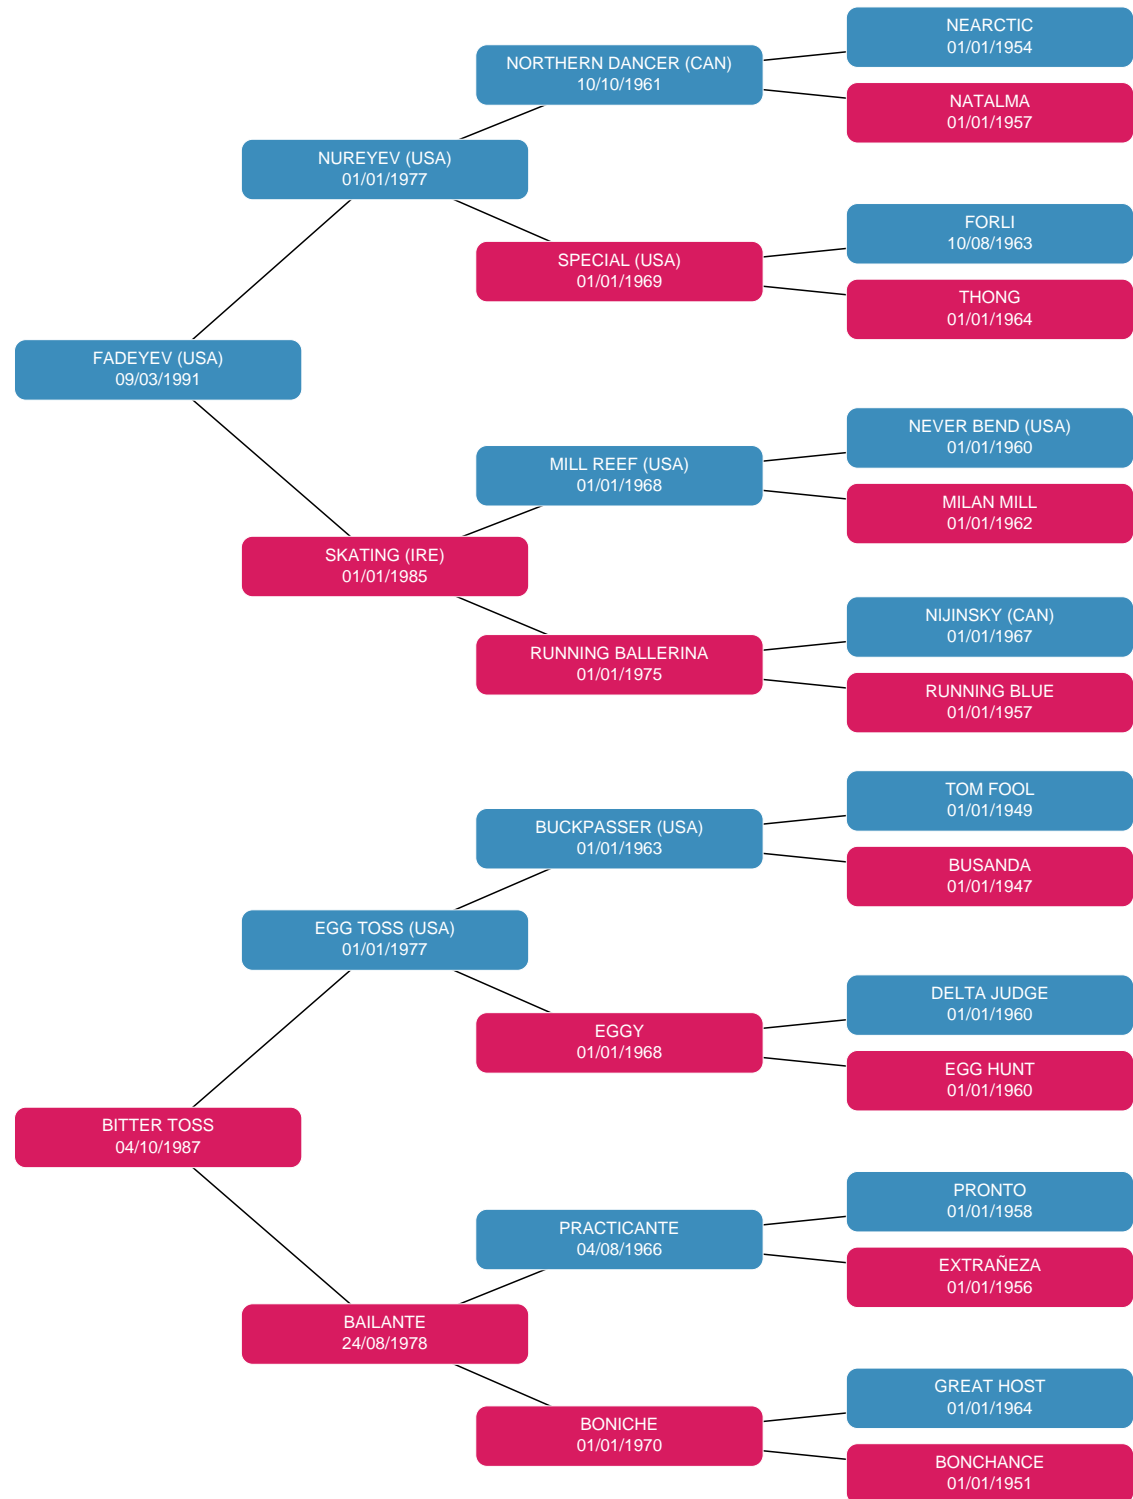 NEARCTIC
01/01/1954
NORTHERN DANCER (CAN)
10/10/1961
NATALMA
01/01/1957
NUREYEV (USA)
01/01/1977
FORLI
10/08/1963
SPECIAL (USA)
01/01/1969
THONG
01/01/1964
FADEYEV (USA)
09/03/1991
NEVER BEND (USA)
01/01/1960
MILL REEF (USA)
01/01/1968
MILAN MILL
01/01/1962
SKATING (IRE)
01/01/1985
NIJINSKY (CAN)
01/01/1967
RUNNING BALLERINA
01/01/1975
RUNNING BLUE
01/01/1957
TOM FOOL
01/01/1949
BUCKPASSER (USA)
01/01/1963
BUSANDA
01/01/1947
EGG TOSS (USA)
01/01/1977
DELTA JUDGE
01/01/1960
EGGY
01/01/1968
EGG HUNT
01/01/1960
BITTER TOSS
04/10/1987
PRONTO
01/01/1958
PRACTICANTE
04/08/1966
EXTRAÑEZA
01/01/1956
BAILANTE
24/08/1978
GREAT HOST
01/01/1964
BONICHE
01/01/1970
BONCHANCE
01/01/1951